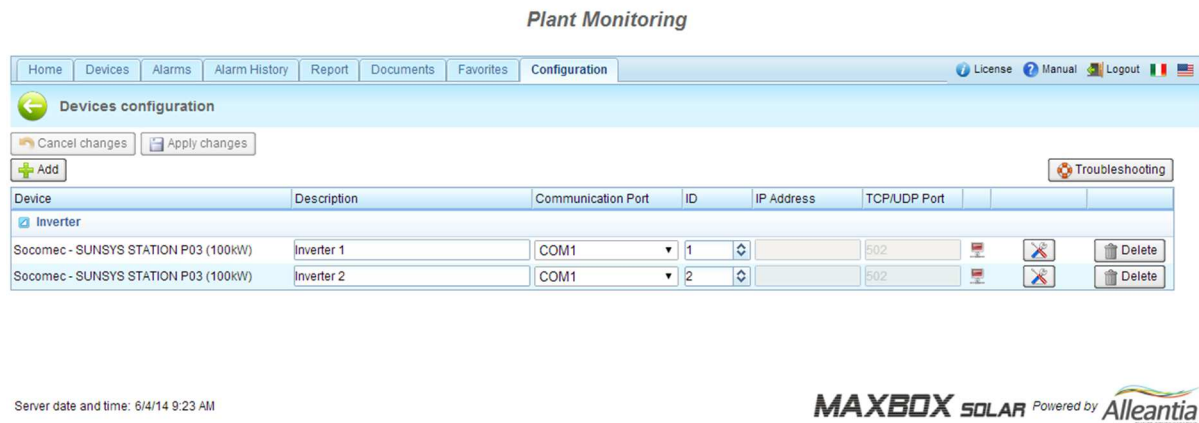 Plant Monitoring
Home Devices Alarms Alarm History Report Documents Favorites Configuration License Manual Logout
Devices configuration
Cancel changes Apply changes
Add Troubleshooting
Device Description Communication Port ID IP Address TCP/UDP Port
Inverter
Socomec - SUNSYS STATION P03 (100kW) Inverter 1 COM1 1 502 Delete
Socomec - SUNSYS STATION P03 (100kW) Inverter 2 COM1 2 502 Delete
Server date and time: 6/4/14 9:23 AM MAXBOX SOLAR Powered by Alleantia